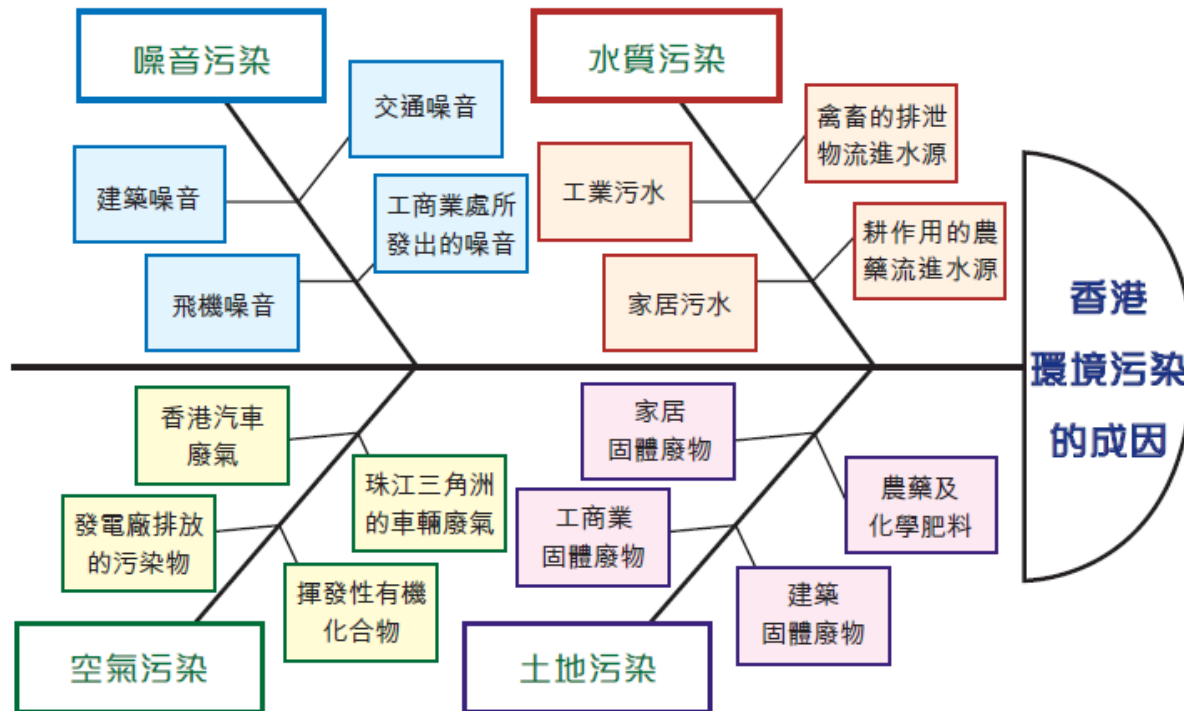 噪音污染
交通噪音
建築噪音
工商業處所
發出的噪音
飛機噪音
水質污染
禽畜的排泄
物流進水源
工業污水
耕作用的農
藥流進水源
家居污水
香港
環境污染
的成因
香港汽車
廢氣
珠江三角洲
的車輛廢氣
發電廠排放
的污染物
揮發性有機
化合物
空氣污染
家居
固體廢物
農藥及
化學肥料
工商業
固體廢物
建築
固體廢物
土地污染